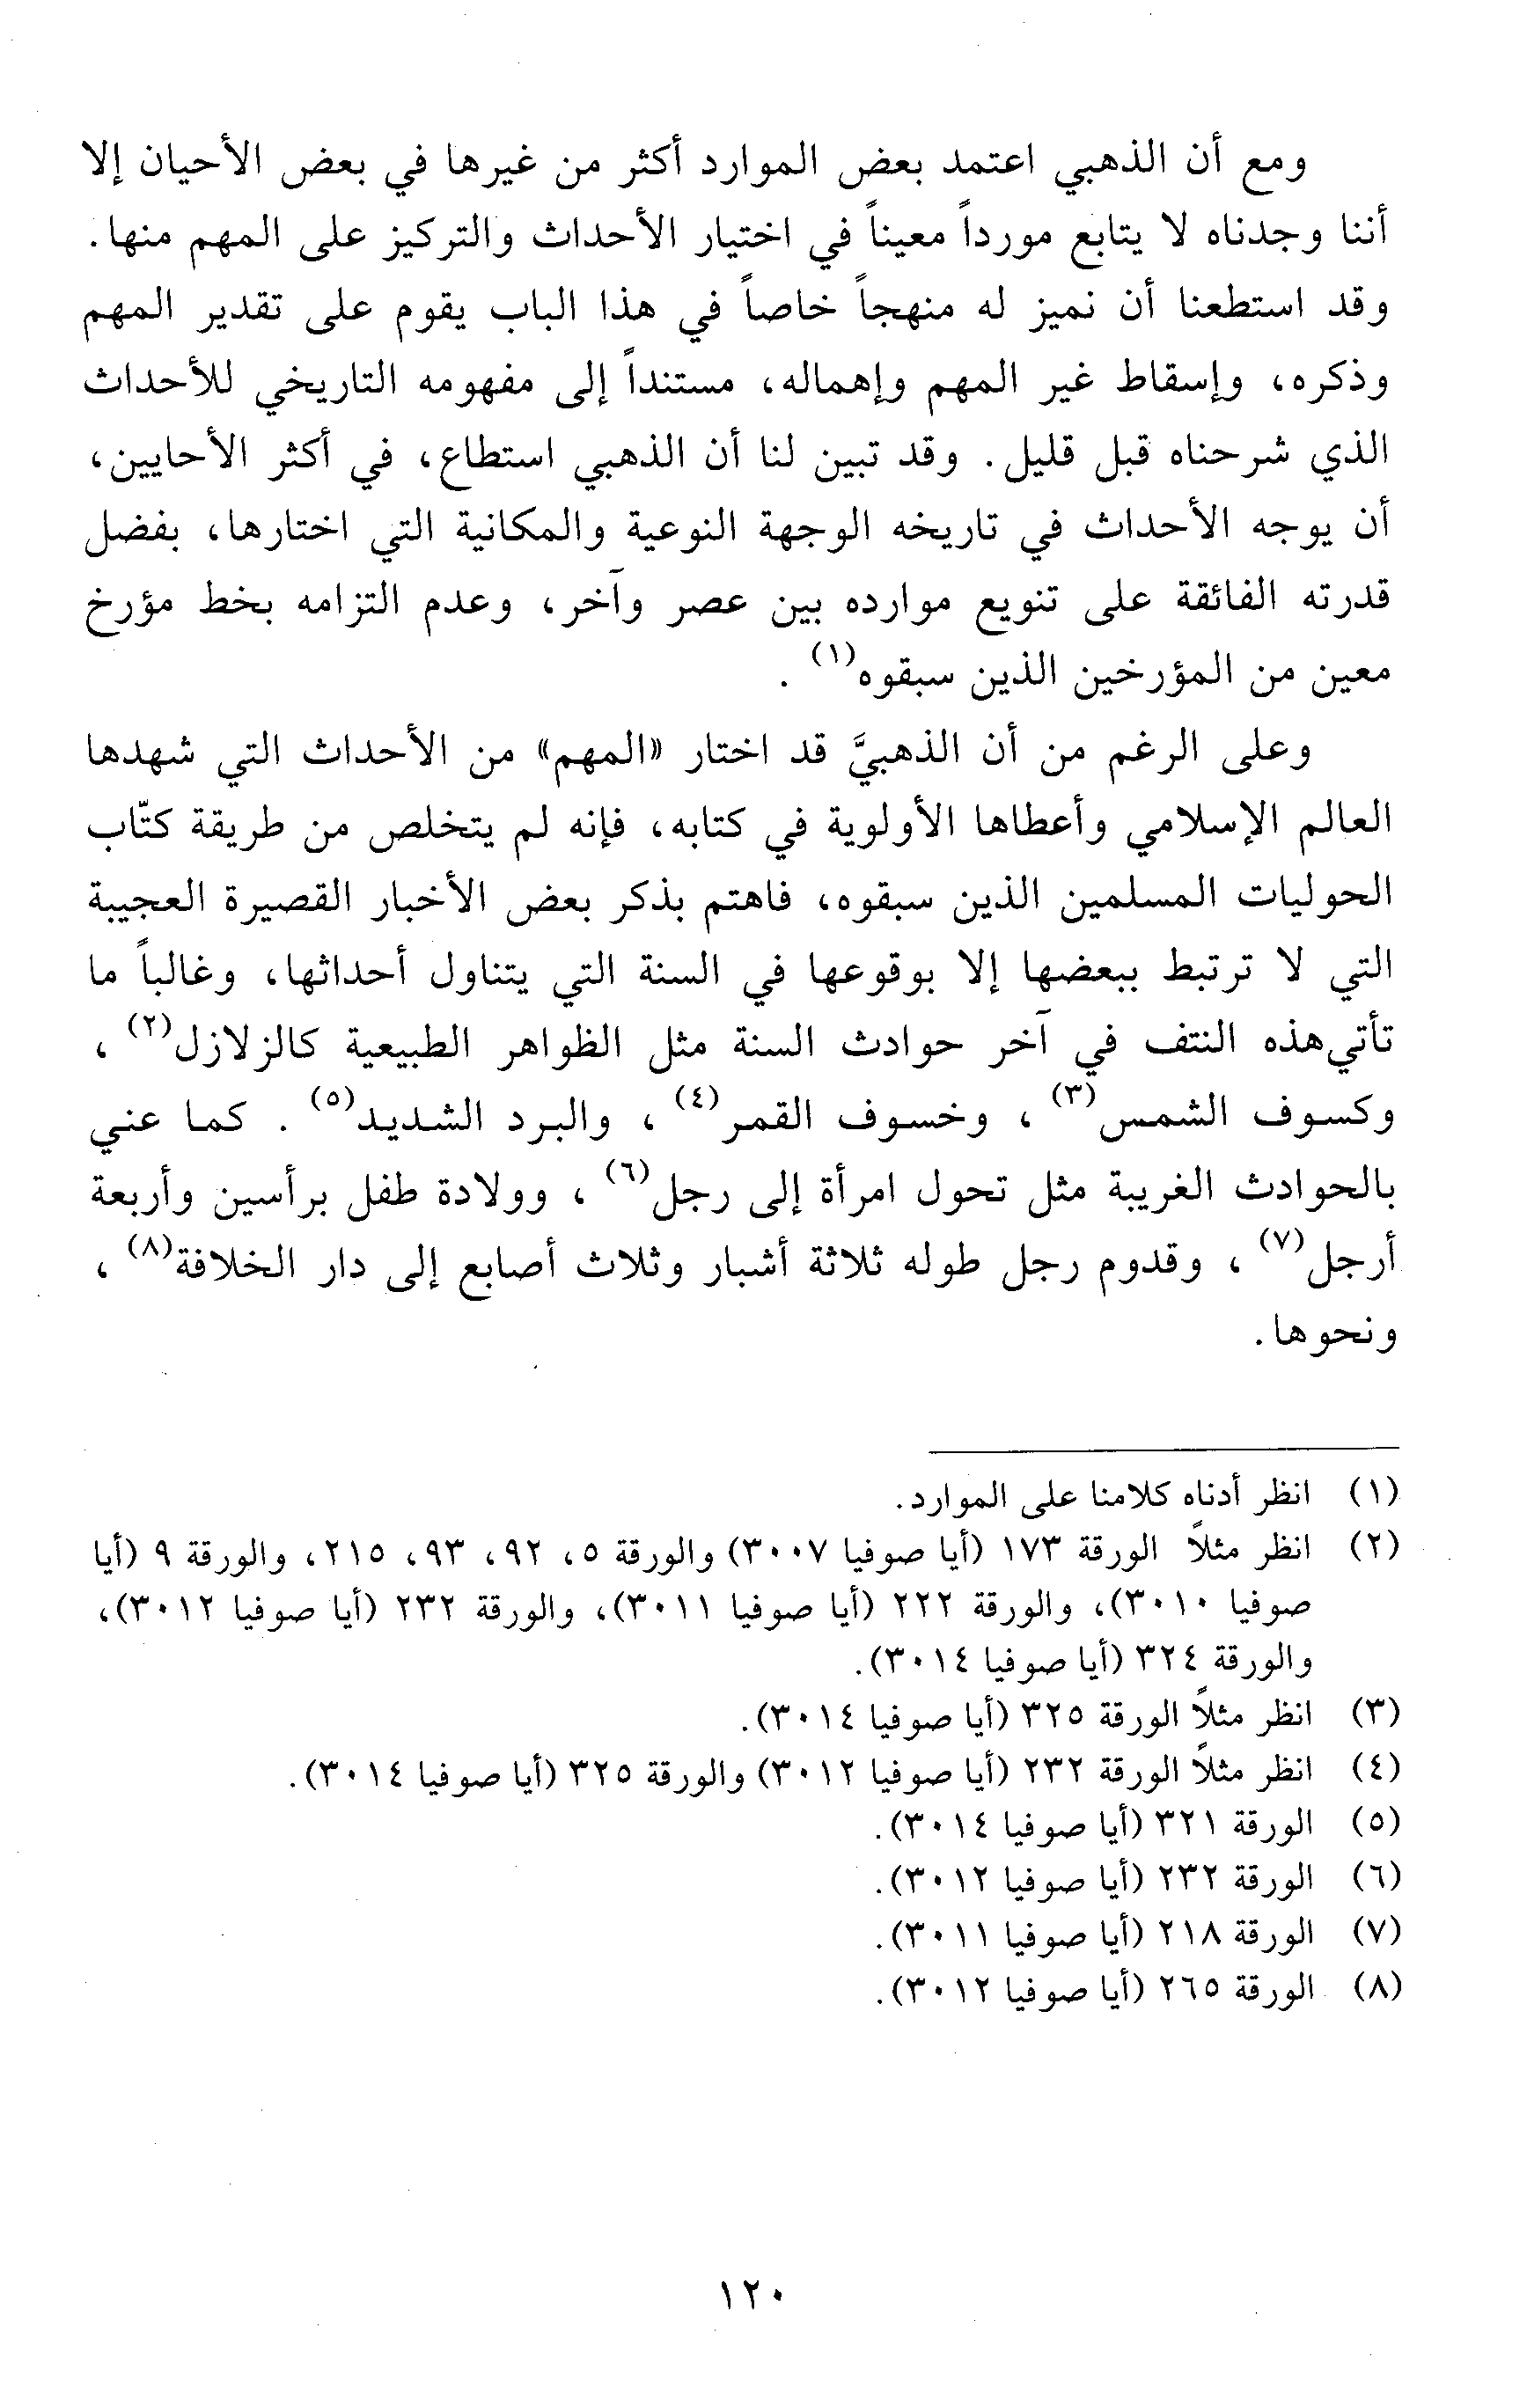 ومع أن الذهبي اعتمد بعض الموارد أكثر من غيرها في بعض الأحيان إلا
أننا وجدناه لا يتابع مورداً معيناً في اختيار الأحداث والتركيز على المهم منها.
وقد استطعنا أن نميز له منهجاً خاصاً في هذا الباب يقوم على تقدير المهم
وذكره، وإسقاط غير المهم وإهماله، مستنداً إلى مفهومه التاريخي للأحداث
الذي شرحناه قبل قليل. وقد تبين لنا أن الذهبي استطاع، في أكثر الأحايين،
أن يوجه الأحداث في تاريخه الوجهة النوعية والمكانية التي اختارها، بفضل
قدرته الفائقة على تنويع موارده بين عصر وآخر، وعدم التزامه بخط مؤرخ
معين من المؤرخين الذين سبقوه(١) .
وعلى الرغم من أن الذهبيَّ قد اختار «المهم» من الأحداث التي شهدها
العالم الإسلامي وأعطاها الأولوية في كتابه، فإنه لم يتخلص من طريقة كتّاب
الحوليات المسلمين الذين سبقوه، فاهتم بذكر بعض الأخبار القصيرة العجيبة
التي لا ترتبط ببعضها إلا بوقوعها في السنة التي يتناول أحداثها، وغالباً ما
تأتي هذه النتف في آخر حوادث السنة مثل الظواهر الطبيعية كالزلازل(٢) ،
وكسوف الشمس(٣) ، وخسوف القمر(٤) ، والبرد الشديد(٥) . كما عني
بالحوادث الغريبة مثل تحول امرأة إلى رجل(٦) ، وولادة طفل برأسين وأربعة
أرجل(٧) ، وقدوم رجل طوله ثلاثة أشبار وثلاث أصابع إلى دار الخلافة(٨) ،
ونحوها.
(١) انظر أدناه كلامنا على الموارد.
(٢) انظر مثلاً الورقة ١٧٣ (أيا صوفيا ٣٠٠٧) والورقة ٥، ٩٢، ٩٣، ٢١٥، والورقة ٩ (أيا
صوفيا ٣٠١٠)، والورقة ٢٢٢ (أيا صوفيا ٣٠١١)، والورقة ٢٣٢ (أيا صوفيا ٣٠١٢)،
والورقة ٣٢٤ (أيا صوفيا ٣٠١٤).
(٣) انظر مثلاً الورقة ٣٢٥ (أيا صوفيا ٣٠١٤).
(٤) انظر مثلاً الورقة ٢٣٢ (أيا صوفيا ٣٠١٢) والورقة ٣٢٥ (أيا صوفيا ٣٠١٤).
(٥) الورقة ٣٢١ (أيا صوفيا ٣٠١٤).
(٦) الورقة ٢٣٢ (أيا صوفيا ٣٠١٢).
(٧) الورقة ٢١٨ (أيا صوفيا ٣٠١١).
(٨) الورقة ٢٦٥ (أيا صوفيا ٣٠١٢).
١٢٠